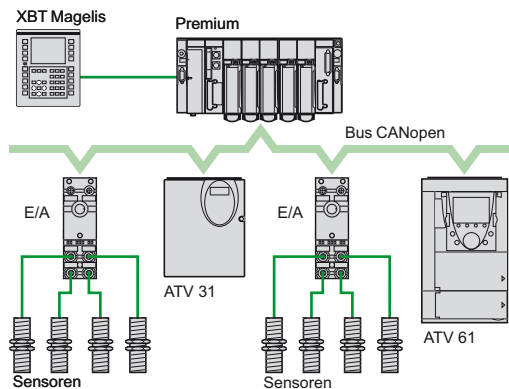 XBT Magelis
Premium
Bus CANopen
E/A
E/A
ATV 31
ATV 61
Sensoren
Sensoren